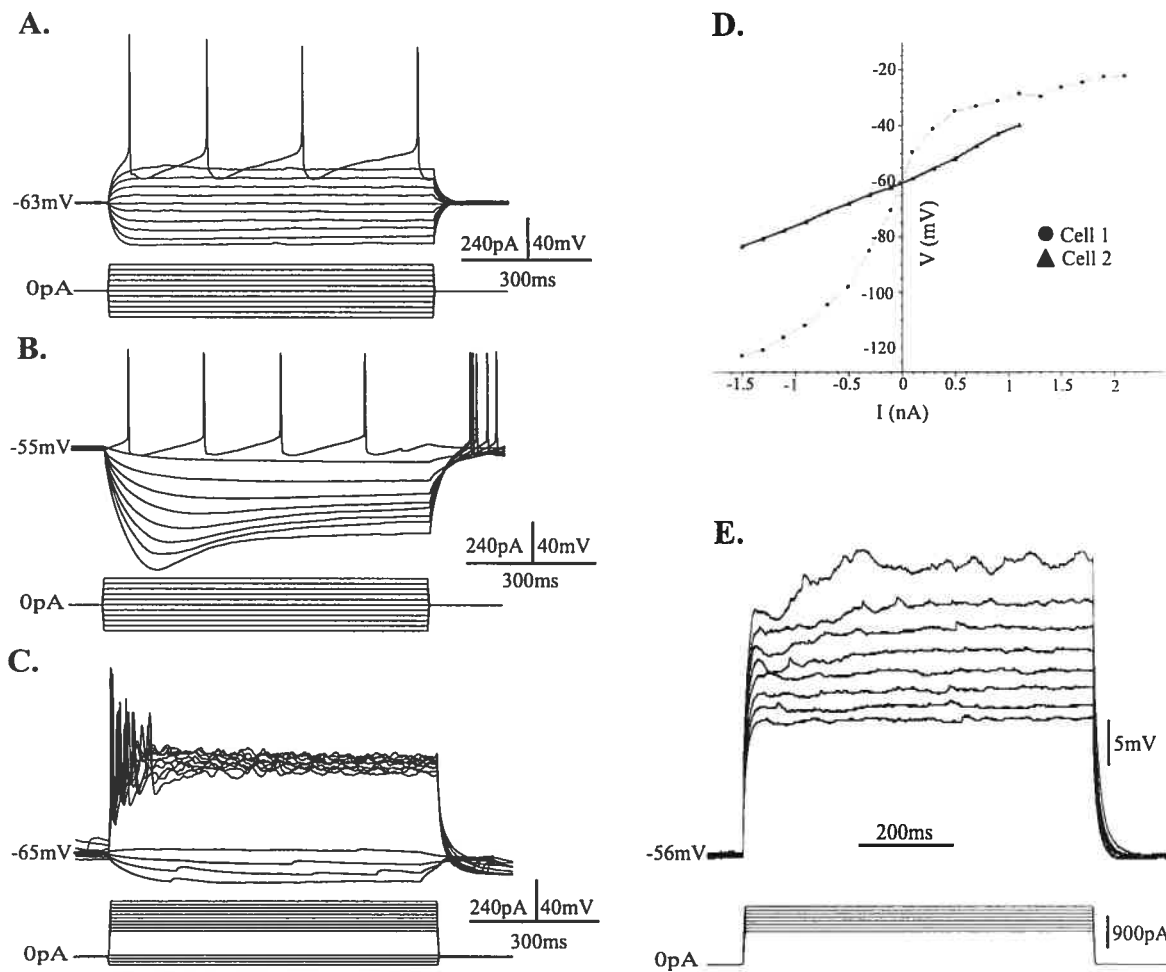 A.
-63mV
240pA 40mV
300ms
0pA
B.
-55mV
240pA 40mV
300ms
0pA
C.
-65mV
240pA 40mV
300ms
0pA
D.
-20
-40
-60
-80
-100
-120
V (mV)
Cell 1
Cell 2
-1.5 -1 -0.5 0 0.5 1 1.5 2
I (nA)
E.
5mV
200ms
-56mV
900pA
0pA